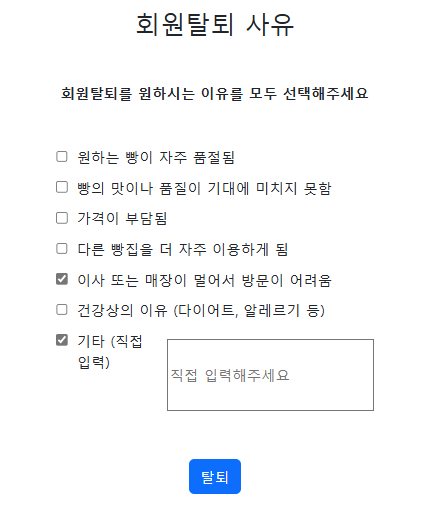 회원탈퇴 사유
회원탈퇴를 원하시는 이유를 모두 선택해주세요
원하는 빵이 자주 품절됨
빵의 맛이나 품질이 기대에 미치지 못함
가격이 부담됨
다른 빵집을 더 자주 이용하게 됨
이사 또는 매장이 멀어서 방문이 어려움
건강상의 이유 (다이어트, 알레르기 등)
기타 (직접
입력)
직접 입력해주세요
탈퇴